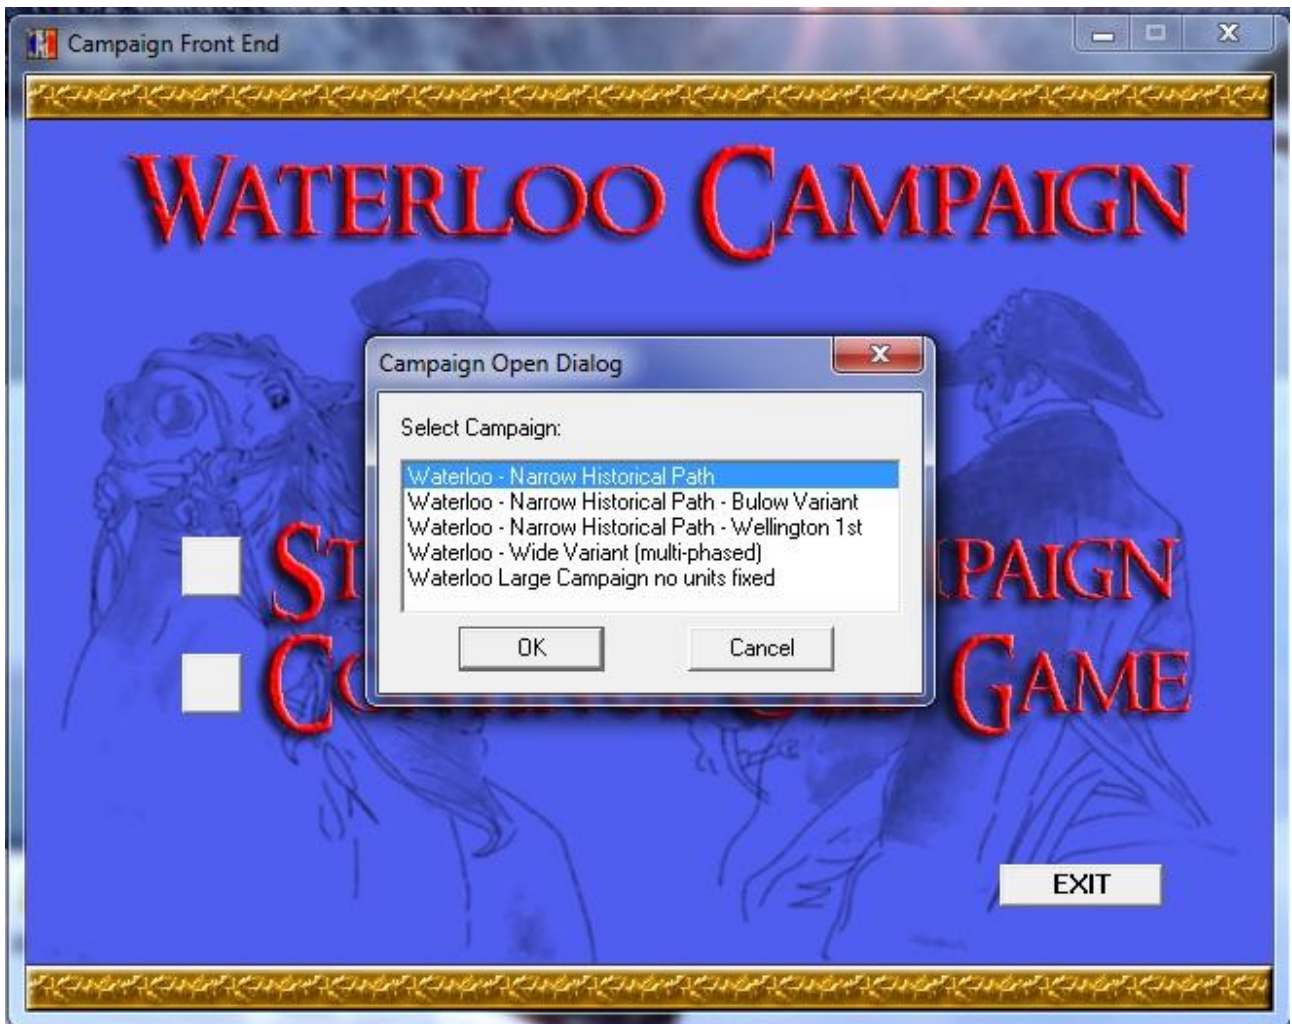 Campaign Front End
WATERLOO CAMPAIGN
Campaign Open Dialog
Select Campaign:
Waterloo - Narrow Historical Path
Waterloo - Narrow Historical Path - Bulow Variant
Waterloo - Narrow Historical Path - Wellington 1st
Waterloo - Wide Variant (multi-phased)
Waterloo Large Campaign no units fixed
OK
Cancel
GAME
EXIT